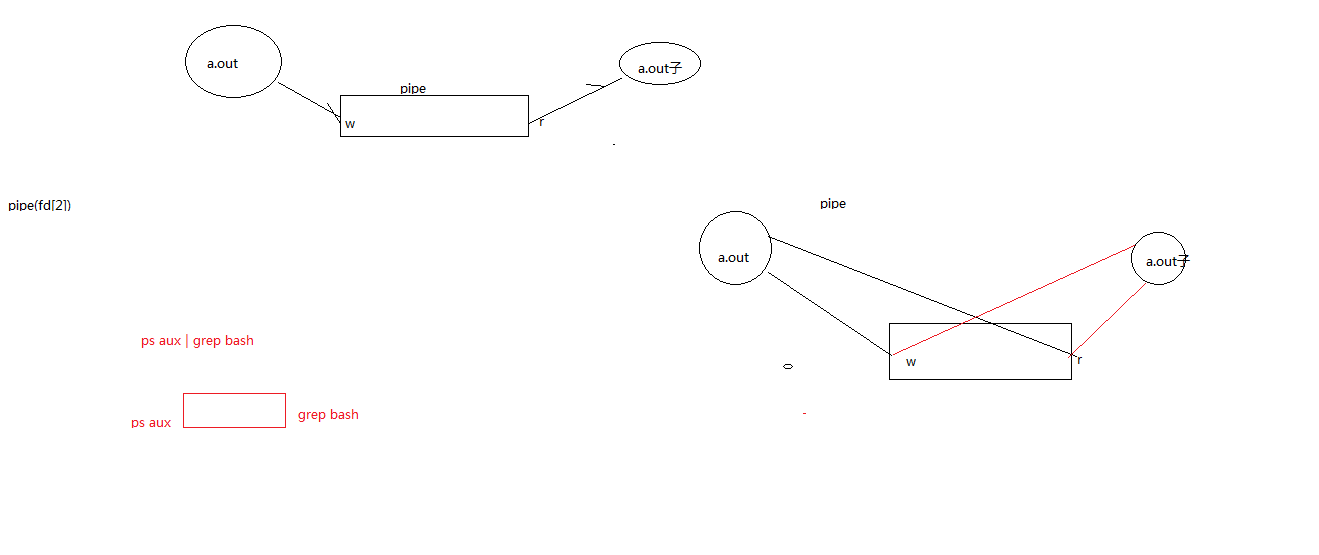 a.out
a.out子
pipe
w
r
pipe(fd[2])
pipe
a.out
a.out子
ps aux | grep bash
w
r
ps aux
grep bash